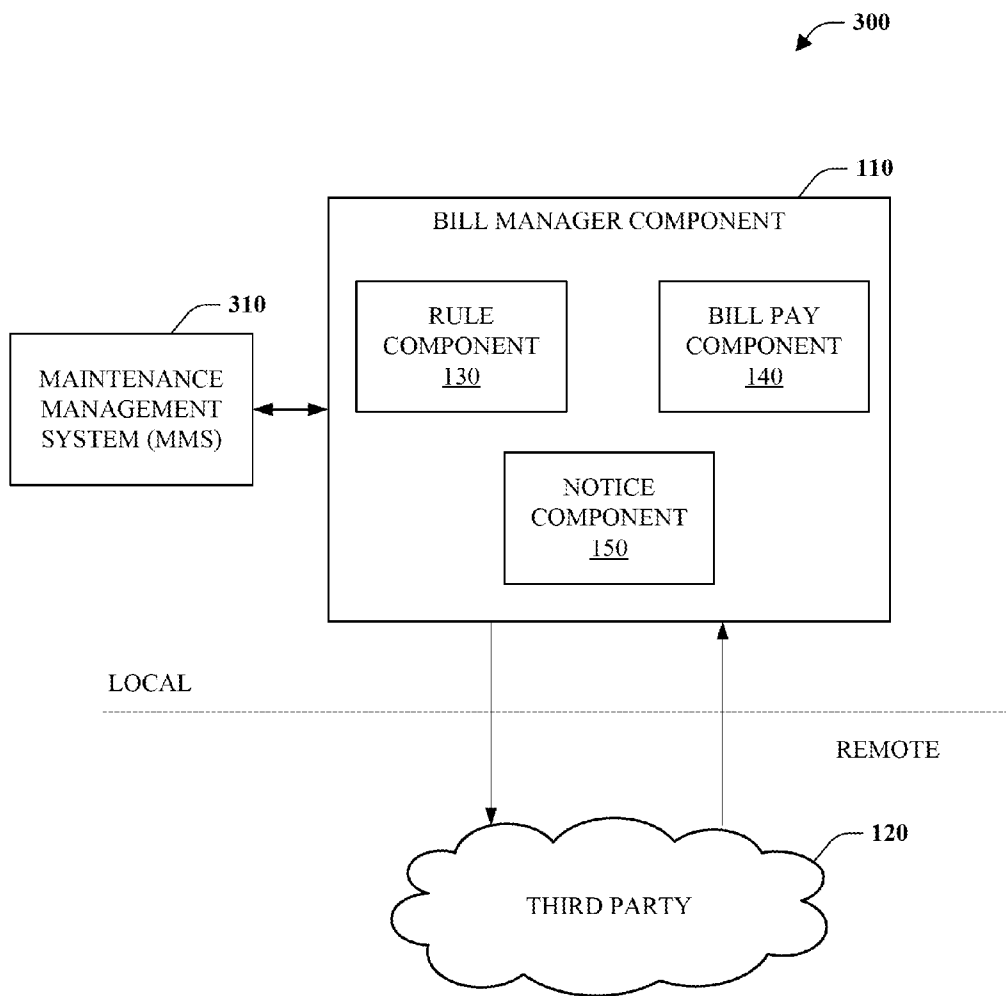 300
110
BILL MANAGER COMPONENT
310
RULE
COMPONENT
130
BILL PAY
COMPONENT
140
MAINTENANCE
MANAGEMENT
SYSTEM (MMS)
NOTICE
COMPONENT
150
LOCAL
REMOTE
120
THIRD PARTY